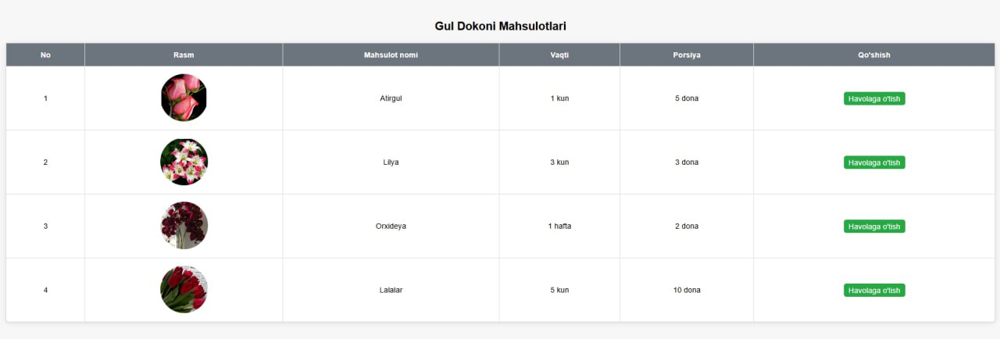 Gul Dokoni Mahsulotlari
No Rasm Mahsulot nomi Vaqti Porsiya Qo'shish
1 Atirgul 1 kun 5 dona Havolaga o'tish
2 Lilya 3 kun 3 dona Havolaga o'tish
3 Orxideya 1 hafta 2 dona Havolaga o'tish
4 Lalalar 5 kun 10 dona Havolaga o'tish